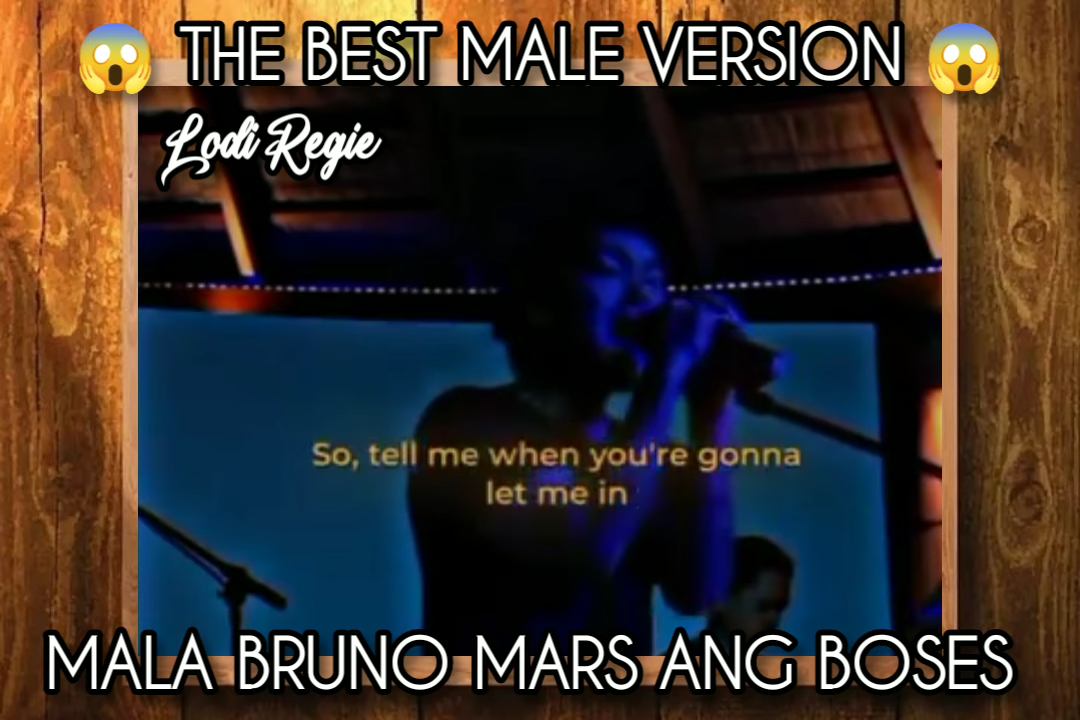 😱 THE BEST MALE VERSION 😱
Lodi Regie
So, tell me when you're gonna
let me in
MALA BRUNO MARS ANG BOSES